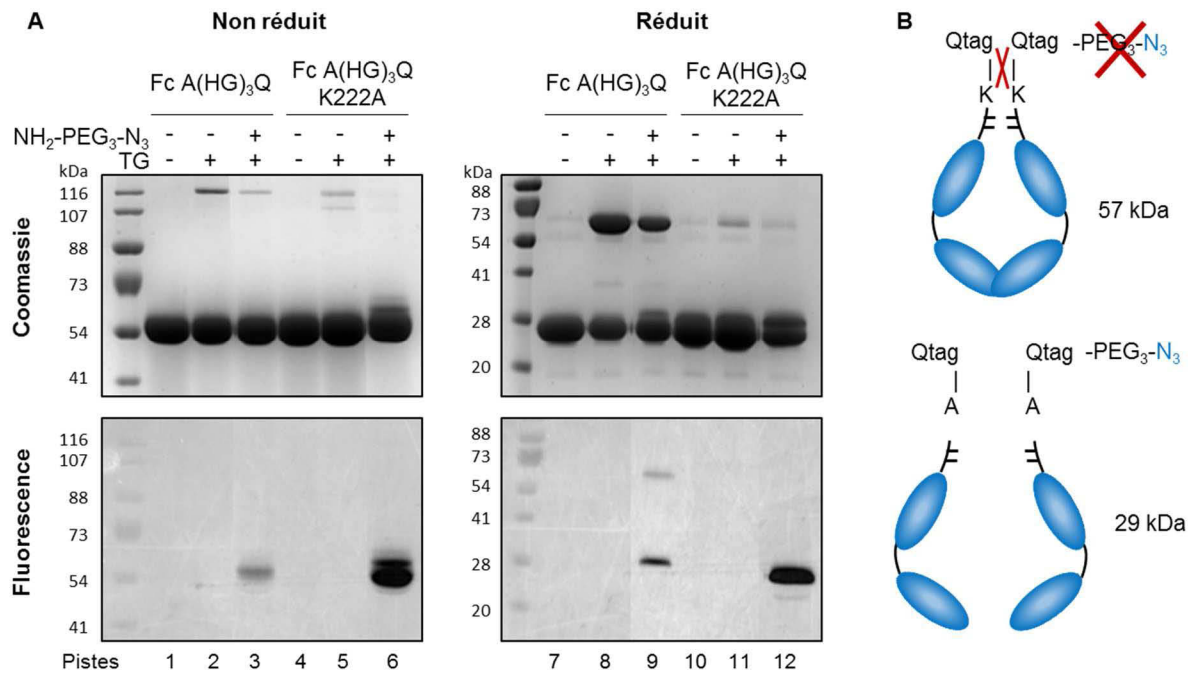 A
Non réduit
Réduit
B
Fc A(HG)3Q
Fc A(HG)3Q
K222A
Fc A(HG)3Q
Fc A(HG)3Q
K222A
NH2-PEG3-N3 - - + - - +
- - + - - +
TG - + + - + +
- + + - + +
kDa
116
107
88
73
54
41
Coomassie
kDa
88
73
54
41
28
20
116
107
88
73
54
41
Fluorescence
88
73
54
41
28
20
Pistes 1 2 3 4 5 6 7 8 9 10 11 12
Qtag Qtag -PEG3-N3
K K
57 kDa
Qtag Qtag -PEG3-N3
A A
29 kDa